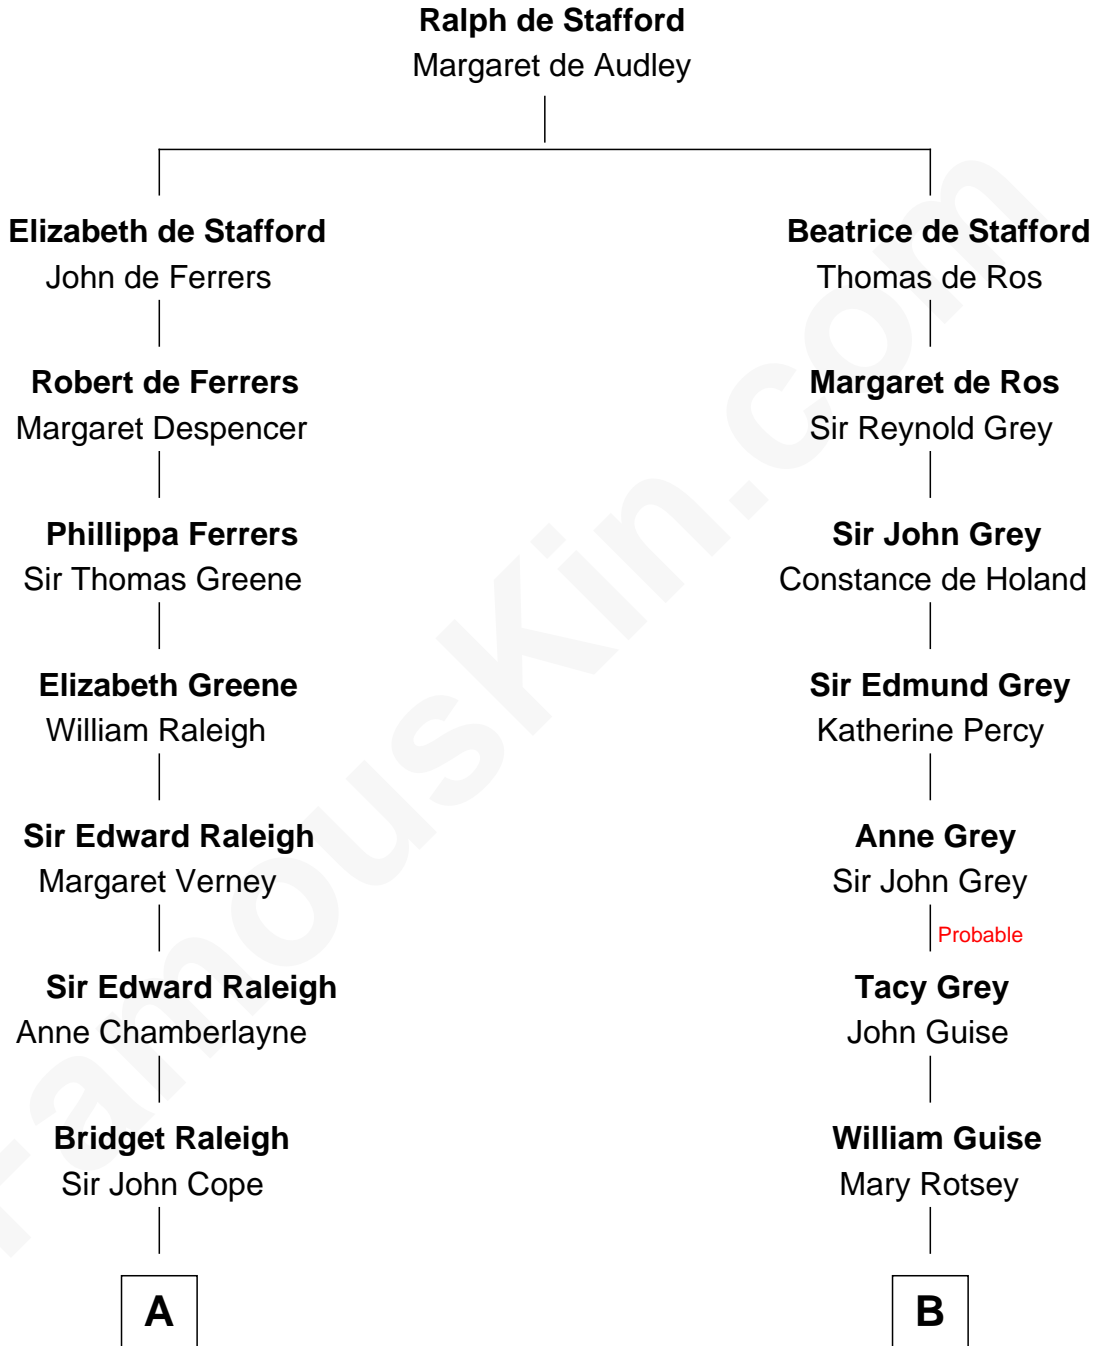 Ralph de Stafford
Margaret de Audley
Elizabeth de Stafford
John de Ferrers
Robert de Ferrers
Margaret Despencer
Phillippa Ferrers
Sir Thomas Greene
Elizabeth Greene
William Raleigh
Sir Edward Raleigh
Margaret Verney
Sir Edward Raleigh
Anne Chamberlayne
Bridget Raleigh
Sir John Cope
A
Beatrice de Stafford
Thomas de Ros
Margaret de Ros
Sir Reynold Grey
Sir John Grey
Constance de Holand
Sir Edmund Grey
Katherine Percy
Anne Grey
Sir John Grey
Probable
Tacy Grey
John Guise
William Guise
Mary Rotsey
B
FamousKin.com